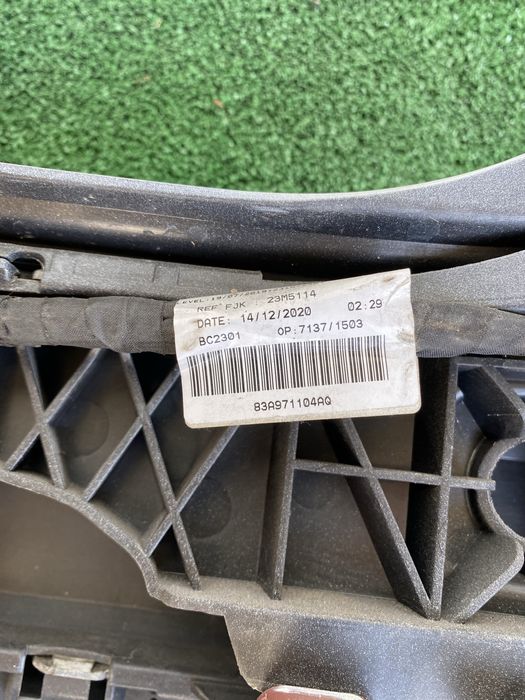 REF FJK : 23M5114
DATE: 14/12/2020 02:29
BC2301 OP:7137/1503
83A971104AQ